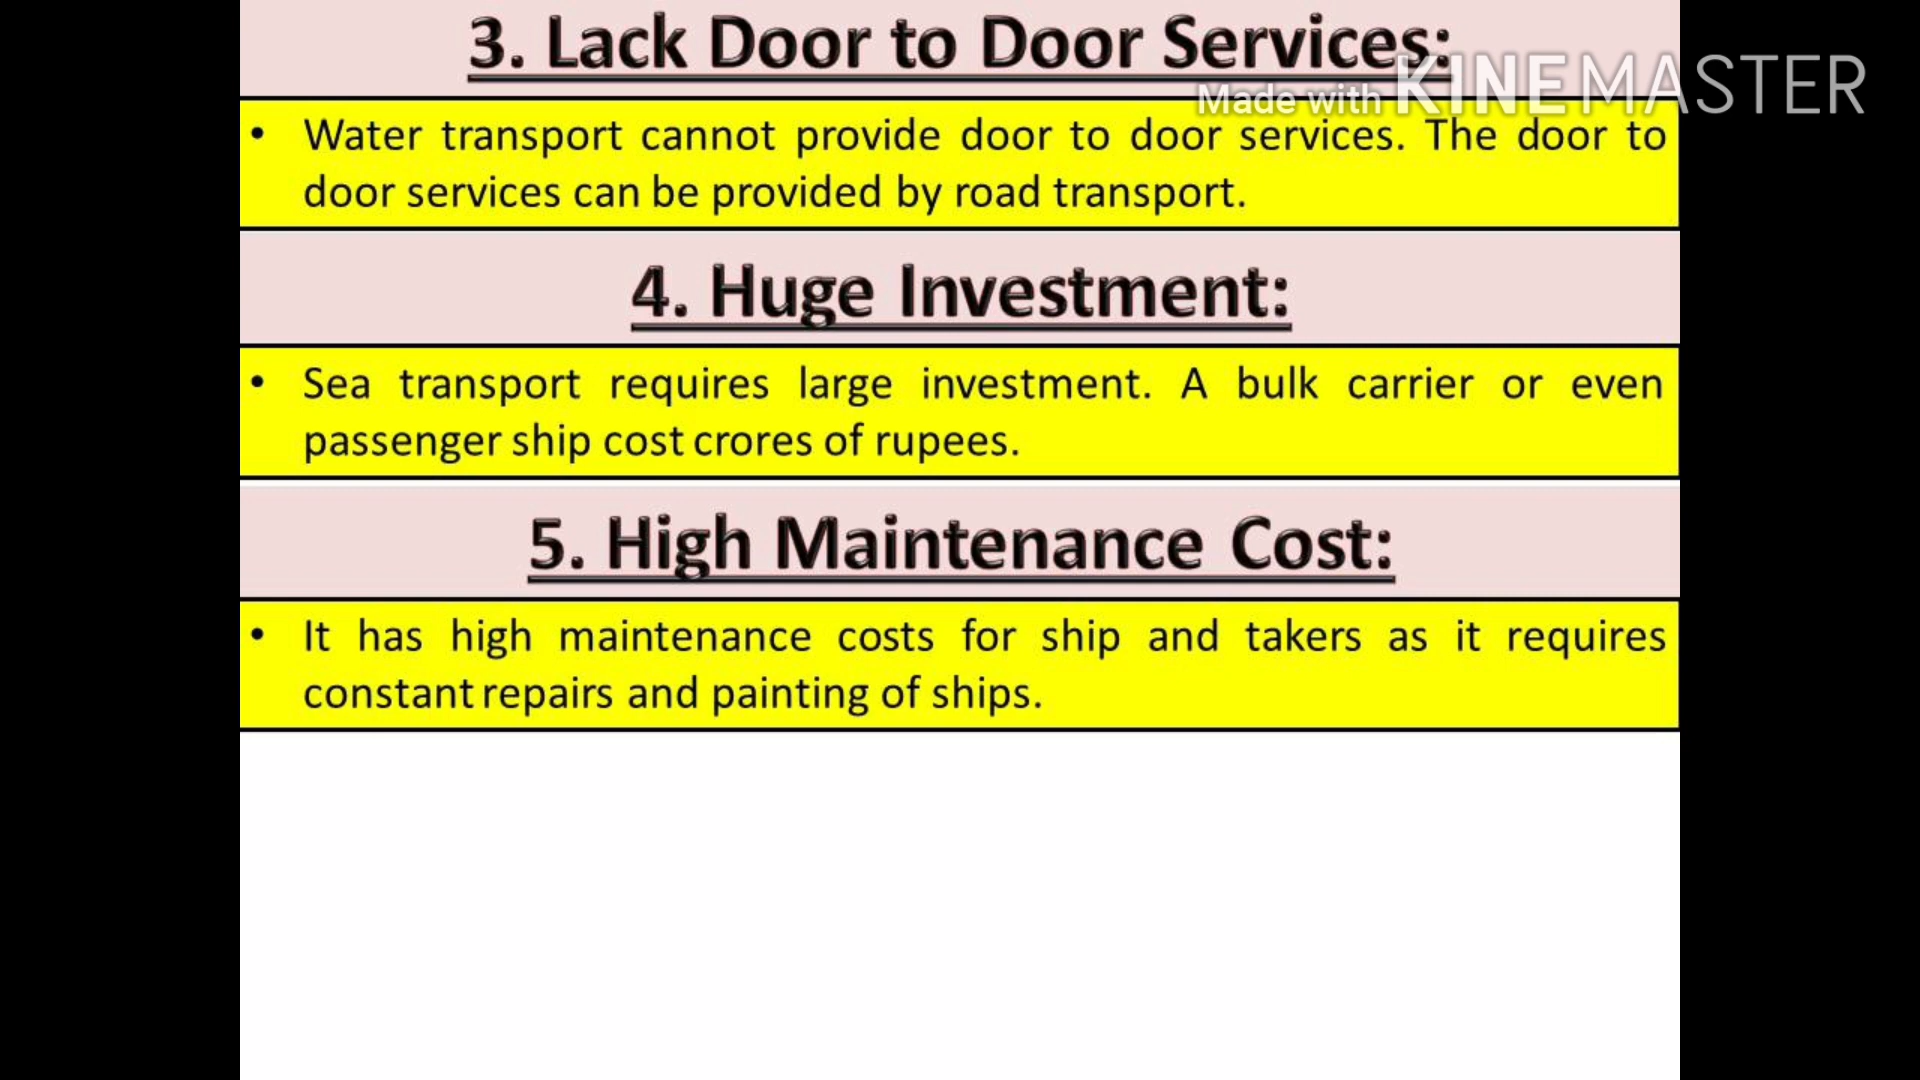 3. Lack Door to Door Services:
Made with KINEMASTER
• Water transport cannot provide door to door services. The door to
door services can be provided by road transport.
4. Huge Investment:
• Sea transport requires large investment. A bulk carrier or even
passenger ship cost crores of rupees.
5. High Maintenance Cost:
• It has high maintenance costs for ship and takers as it requires
constant repairs and painting of ships.